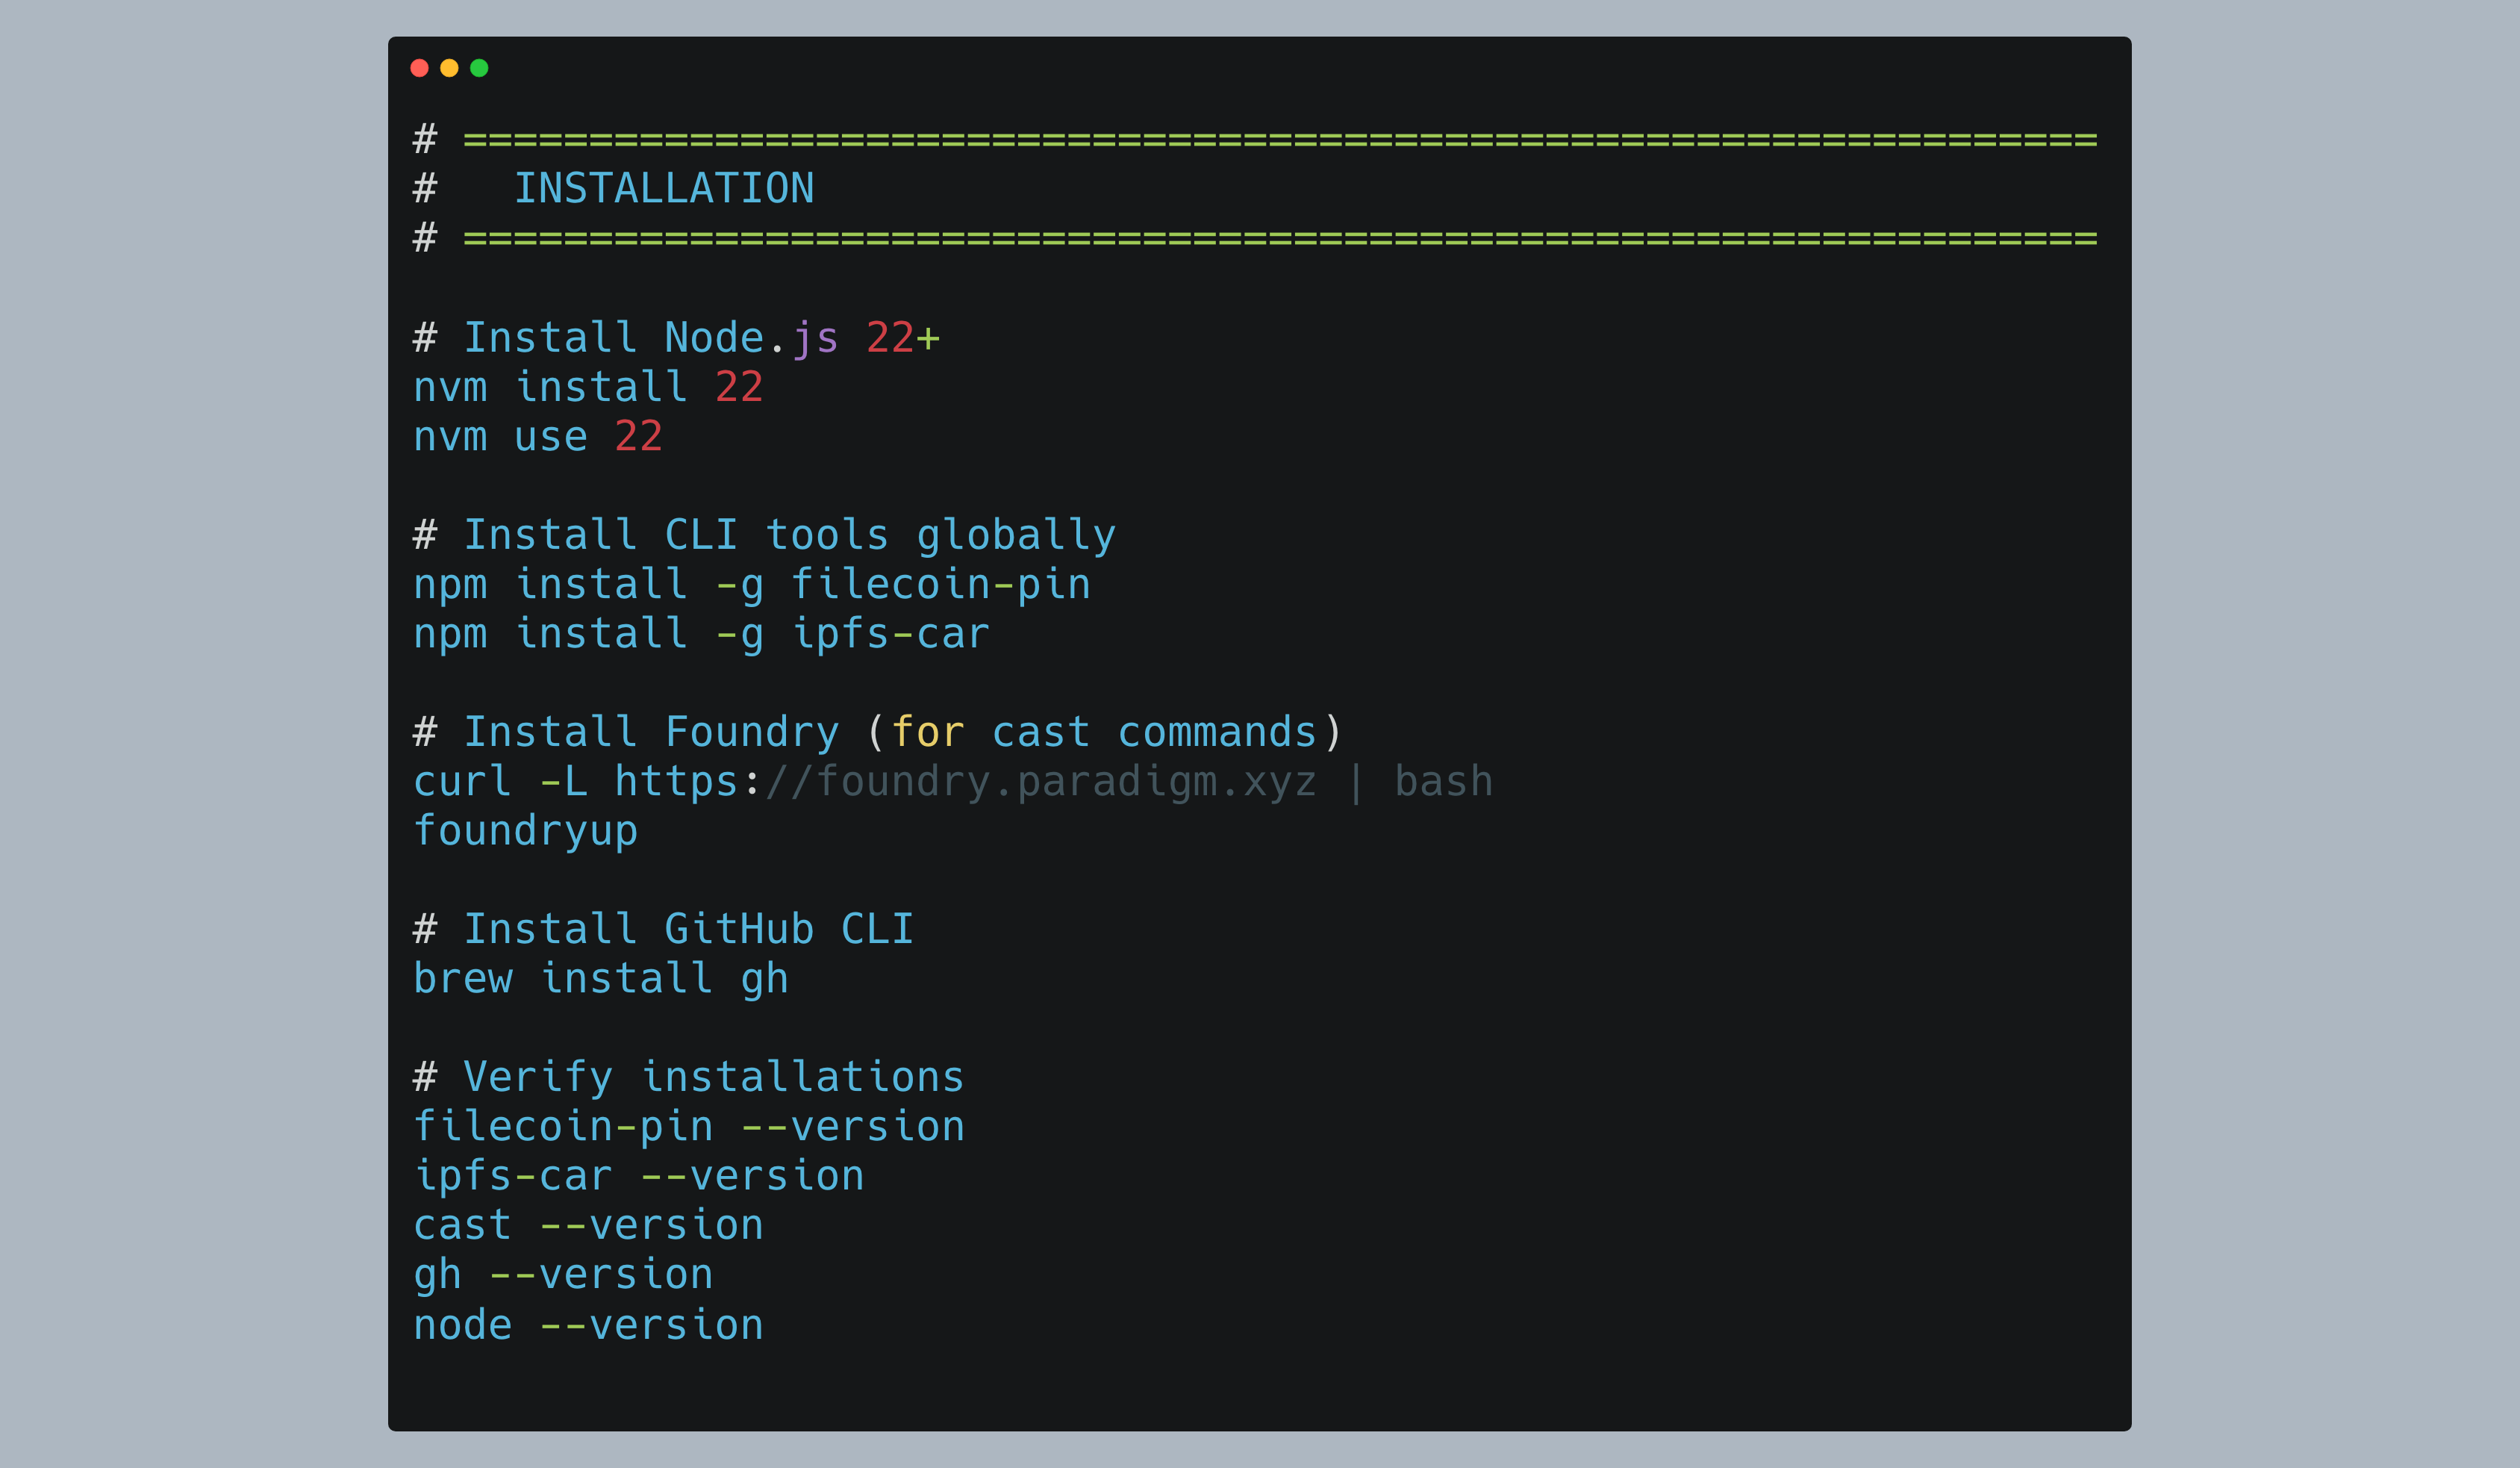 # =================================================================
#   INSTALLATION
# =================================================================

# Install Node.js 22+
nvm install 22
nvm use 22

# Install CLI tools globally
npm install -g filecoin-pin
npm install -g ipfs-car

# Install Foundry (for cast commands)
curl -L https://foundry.paradigm.xyz | bash
foundryup

# Install GitHub CLI
brew install gh

# Verify installations
filecoin-pin --version
ipfs-car --version
cast --version
gh --version
node --version